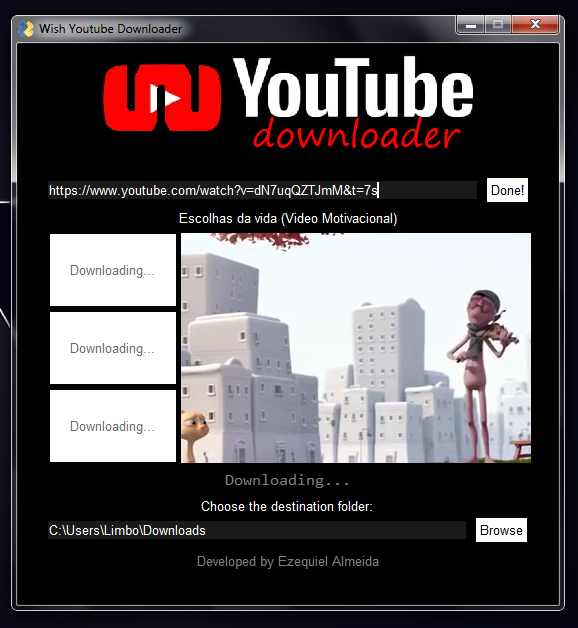 Wish Youtube Downloader
YouTube
downloader
https://www.youtube.com/watch?v=dN7uqQZTJmM&t=7s
Done!
Escolhas da vida (Video Motivacional)
Downloading...
Downloading...
Downloading...
Downloading...
Choose the destination folder:
C:\Users\Limbo\Downloads
Browse
Developed by Ezequiel Almeida